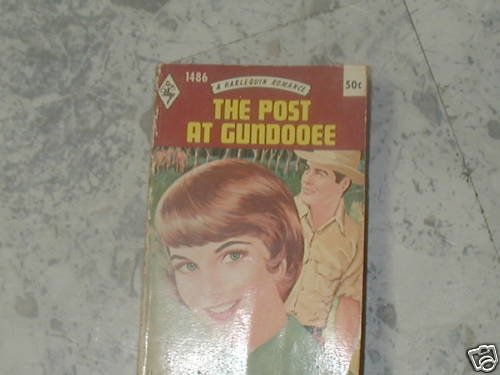 1486
A HARLEQUIN ROMANCE
50¢
THE POST
AT GUNDOOEE